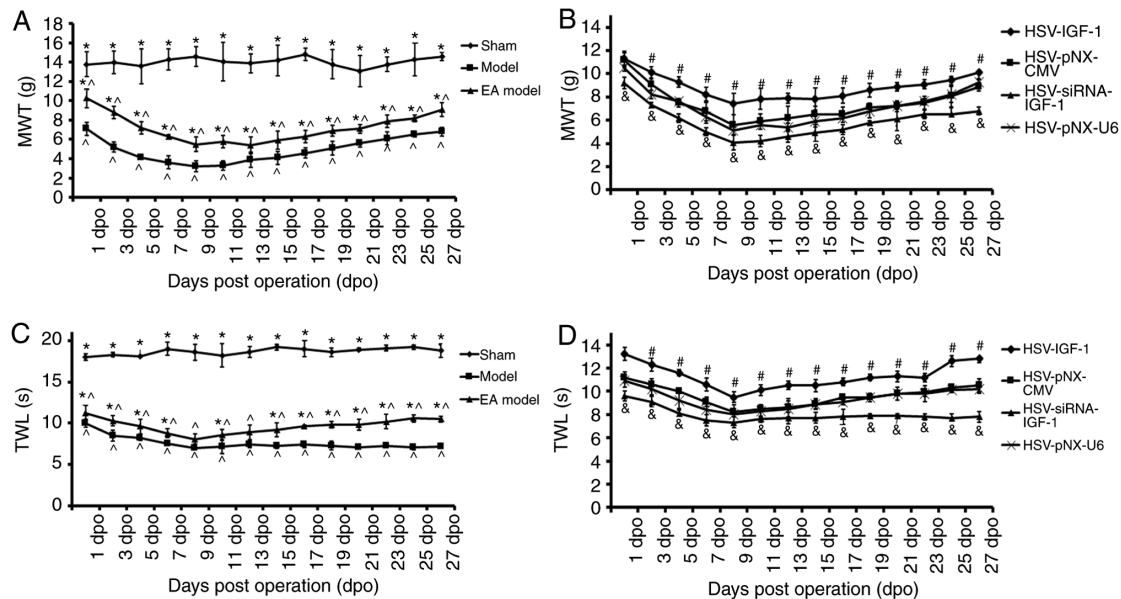 A
18
16
14
12
10
8
6
4
2
0
MWT (g)
* * * * * * * * * * * * * *
*^ *^ *^ *^ *^ *^ *^ *^ *^ *^ *^ *^ *^ *^
^ ^ ^ ^ ^ ^ ^ ^ ^ ^ ^ ^ ^ ^
Sham
Model
EA model
1 dpo
3 dpo
5 dpo
7 dpo
9 dpo
11 dpo
13 dpo
15 dpo
17 dpo
19 dpo
21 dpo
23 dpo
25 dpo
27 dpo
Days post operation (dpo)
B
14
12
10
8
6
4
2
0
MWT (g)
# # # # # # # # # # # # #
& & & & & & & & & & & & & &
HSV-IGF-1
HSV-pNX-
CMV
HSV-siRNA-
IGF-1
HSV-pNX-U6
1 dpo
3 dpo
5 dpo
7 dpo
9 dpo
11 dpo
13 dpo
15 dpo
17 dpo
19 dpo
21 dpo
23 dpo
25 dpo
27 dpo
Days post operation (dpo)
C
20
15
10
5
0
TWL (s)
* * * * * * * * * * * * * *
*^ *^ *^ *^ ^ *^ ^ *^ *^ *^ *^ *^ *^ *^
^ ^ ^ ^ ^ ^ ^ ^ ^ ^ ^ ^ ^ ^
Sham
Model
EA model
1 dpo
3 dpo
5 dpo
7 dpo
9 dpo
11 dpo
13 dpo
15 dpo
17 dpo
19 dpo
21 dpo
23 dpo
25 dpo
27 dpo
Days post operation (dpo)
D
14
12
10
8
6
4
2
0
TWL (s)
# # # # # # # # # # # # #
& & & & & & & & & & & & & &
HSV-IGF-1
HSV-pNX-
CMV
HSV-siRNA-
IGF-1
HSV-pNX-U6
1 dpo
3 dpo
5 dpo
7 dpo
9 dpo
11 dpo
13 dpo
15 dpo
17 dpo
19 dpo
21 dpo
23 dpo
25 dpo
27 dpo
Days post operation (dpo)